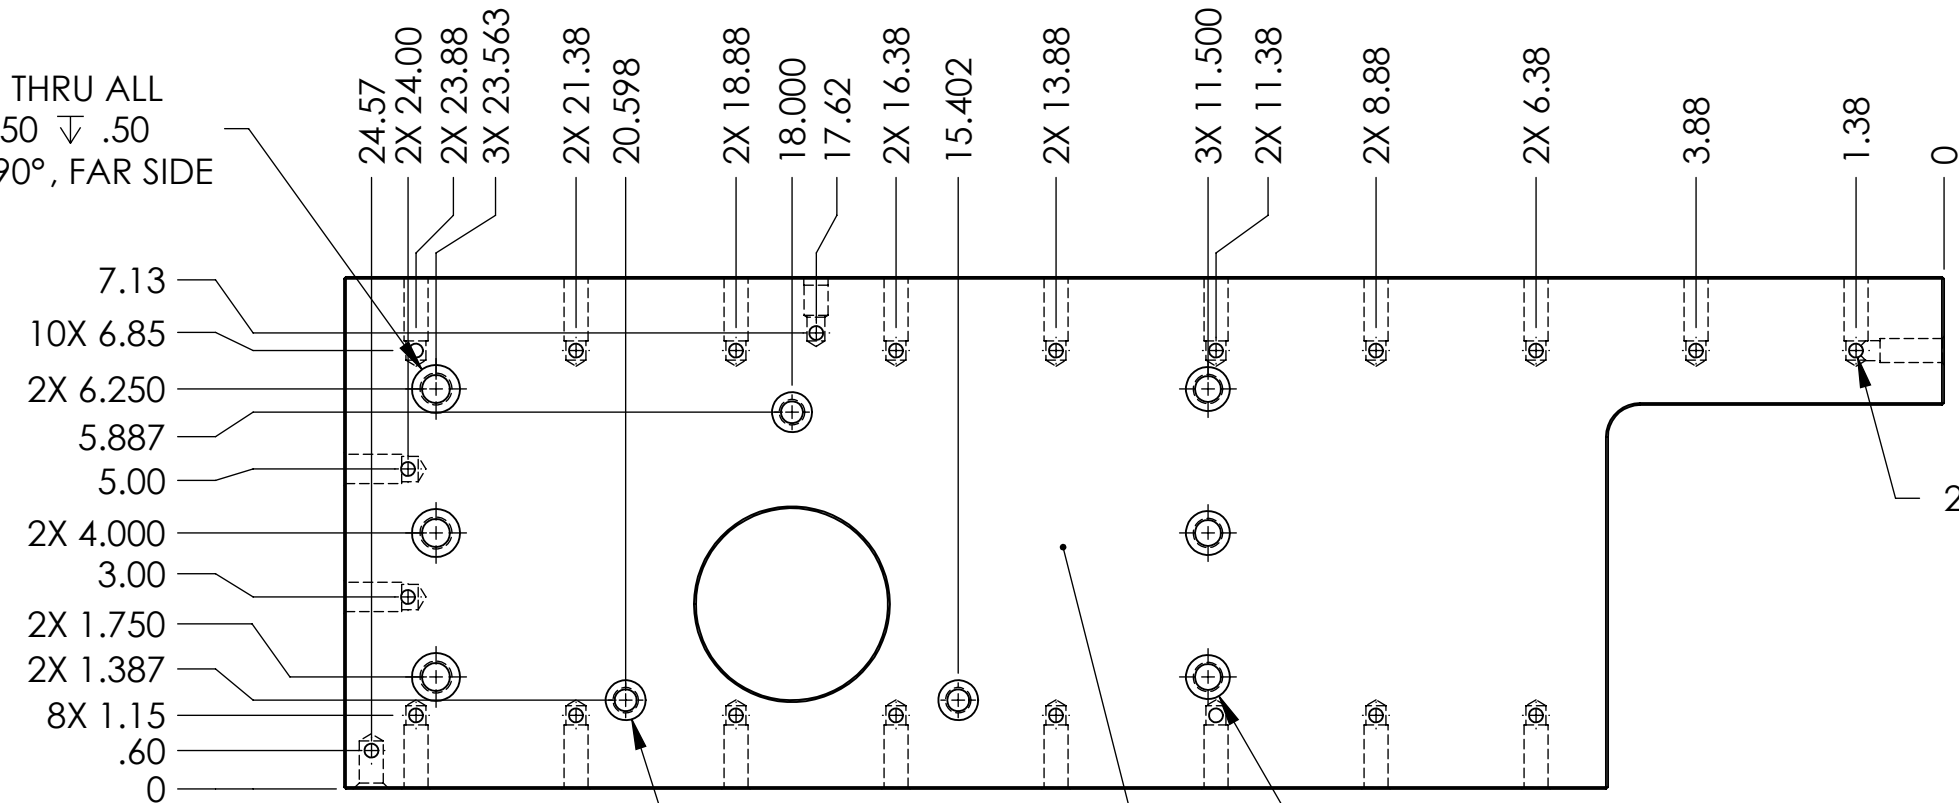 THRU ALL
50 ↧ .50
90°, FAR SIDE
24.57
2X 24.00
2X 23.88
3X 23.563
2X 21.38
20.598
2X 18.88
18.000
17.62
2X 16.38
15.402
2X 13.88
3X 11.500
2X 11.38
2X 8.88
2X 6.38
3.88
1.38
0
7.13
10X 6.85
2X 6.250
5.887
5.00
2X 4.000
3.00
2X 1.750
2X 1.387
8X 1.15
.60
0
2